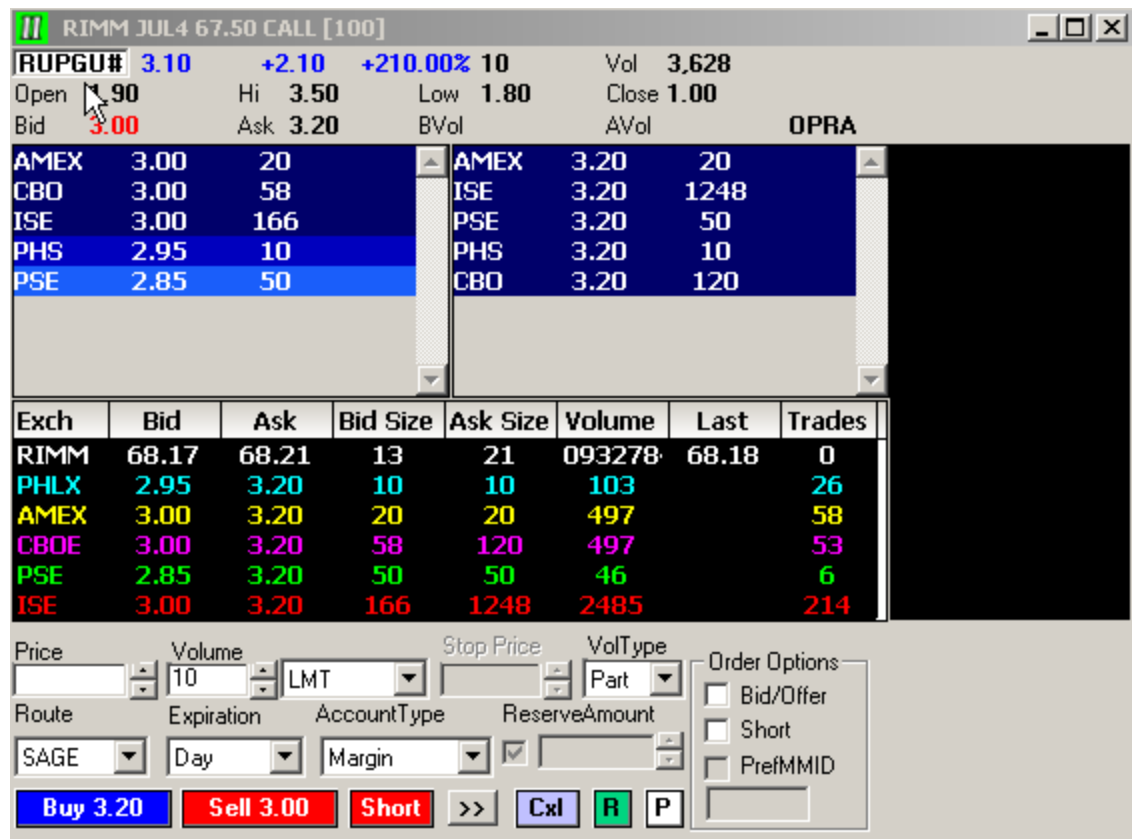 RIMM JUL4 67.50 CALL [100]
RUPGU# 3.10 +2.10 +210.00% 10 Vol 3,628
Open 1.90 Hi 3.50 Low 1.80 Close 1.00
Bid 3.00 Ask 3.20 BVol AVol OPRA
AMEX 3.00 20 AMEX 3.20 20
CBO 3.00 58 ISE 3.20 1248
ISE 3.00 166 PSE 3.20 50
PHS 2.95 10 PHS 3.20 10
PSE 2.85 50 CBO 3.20 120
Exch Bid Ask Bid Size Ask Size Volume Last Trades
RIMM 68.17 68.21 13 21 093278 68.18 0
PHLX 2.95 3.20 10 10 103 26
AMEX 3.00 3.20 20 20 497 58
CBOE 3.00 3.20 58 120 497 53
PSE 2.85 3.20 50 50 46 6
ISE 3.00 3.20 166 1248 2485 214
Price Volume Stop Price VolType Order Options
10 LMT Part Bid/Offer
Route Expiration AccountType ReserveAmount Short
SAGE Day Margin PrefMMID
Buy 3.20 Sell 3.00 Short >> Cxl R P